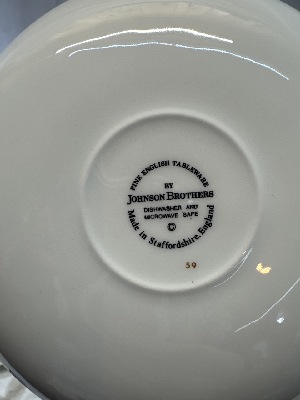 FINE ENGLISH TABLEWARE
BY
JOHNSON BROTHERS
DISHWASHER AND
MICROWAVE SAFE
©
Made in Staffordshire, England
59